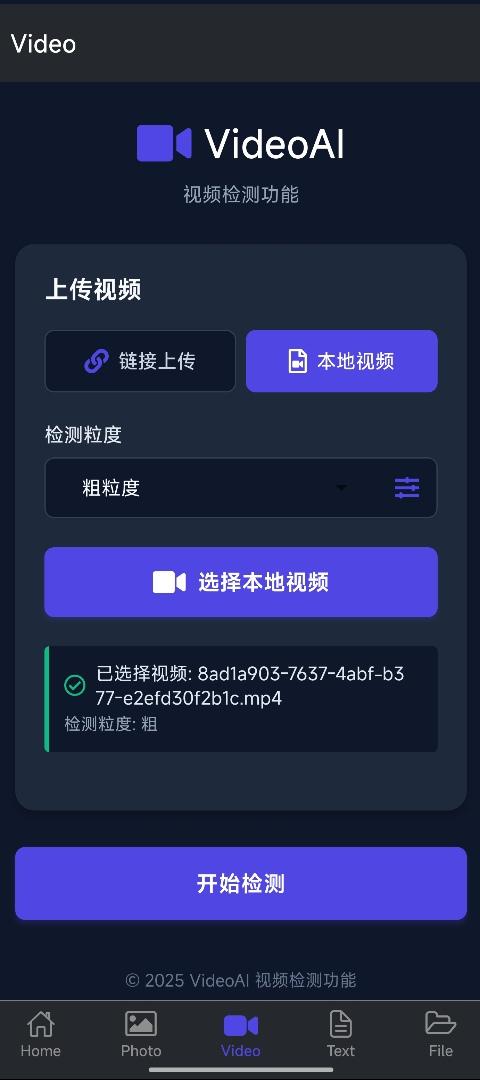 Video
VideoAI
视频检测功能
上传视频
链接上传
本地视频
检测粒度
粗粒度
选择本地视频
已选择视频: 8ad1a903-7637-4abf-b3
77-e2efd30f2b1c.mp4
检测粒度: 粗
开始检测
© 2025 VideoAI 视频检测功能
Home
Photo
Video
Text
File